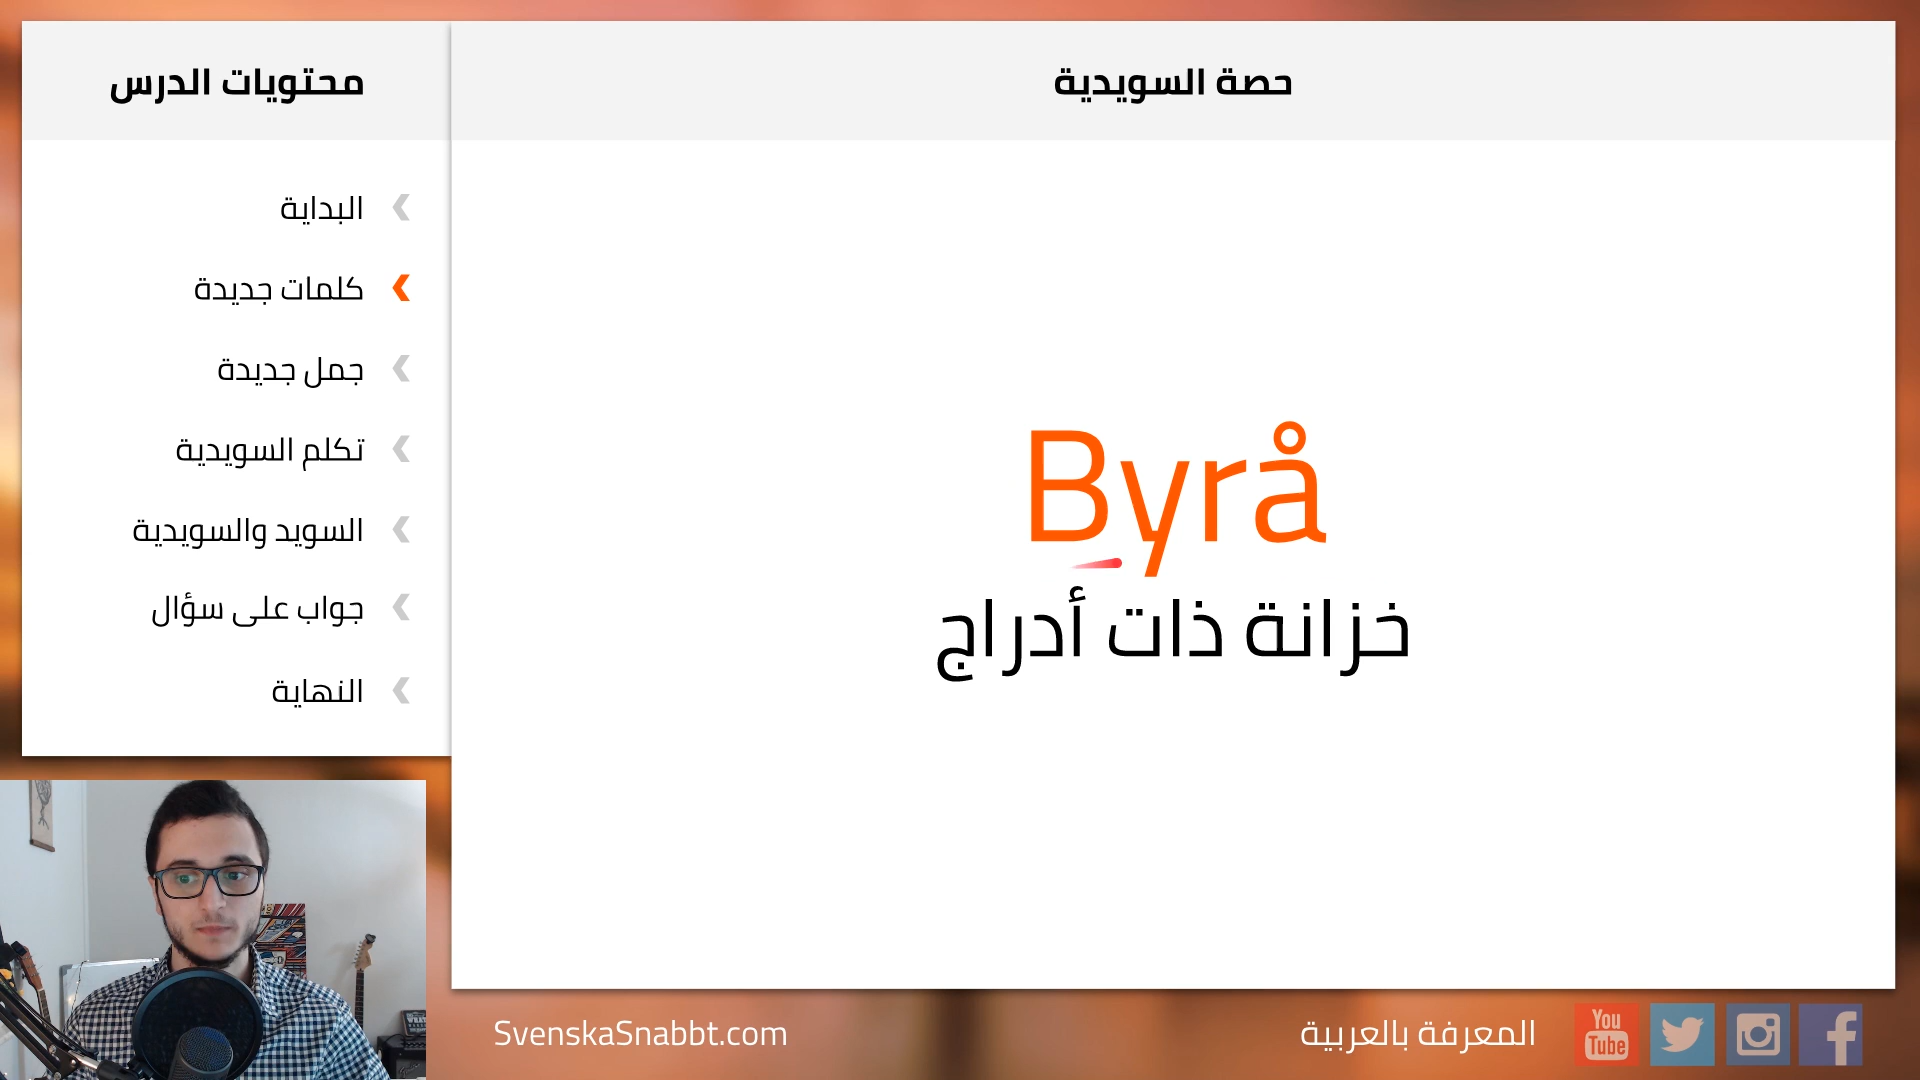 حصة السويدية
محتويات الدرس
البداية
كلمات جديدة
جمل جديدة
تكلم السويدية
السويد والسويدية
جواب على سؤال
النهاية
Byrå
خزانة ذات أدراج
SvenskaSnabbt.com
المعرفة بالعربية
You
Tube